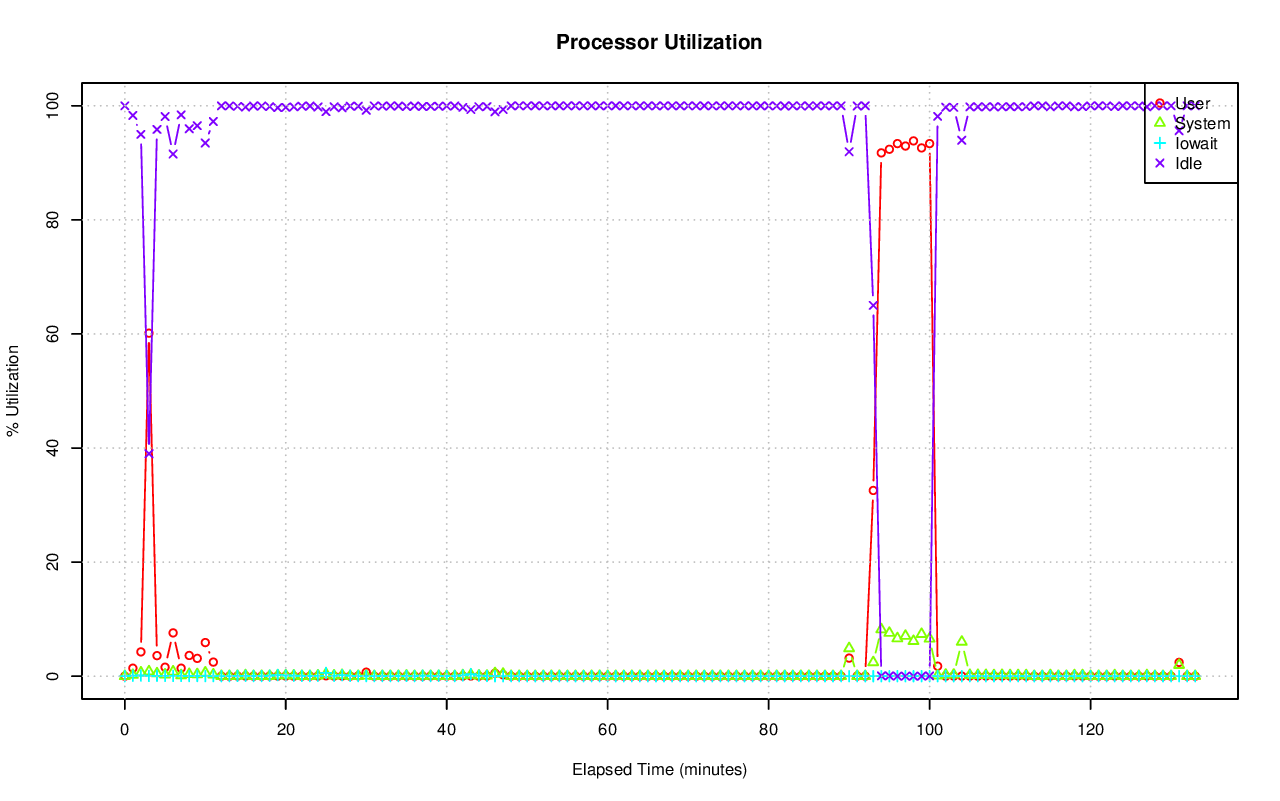 Processor Utilization
% Utilization
100
80
60
40
20
0
User
System
Iowait
Idle
0 20 40 60 80 100 120
Elapsed Time (minutes)